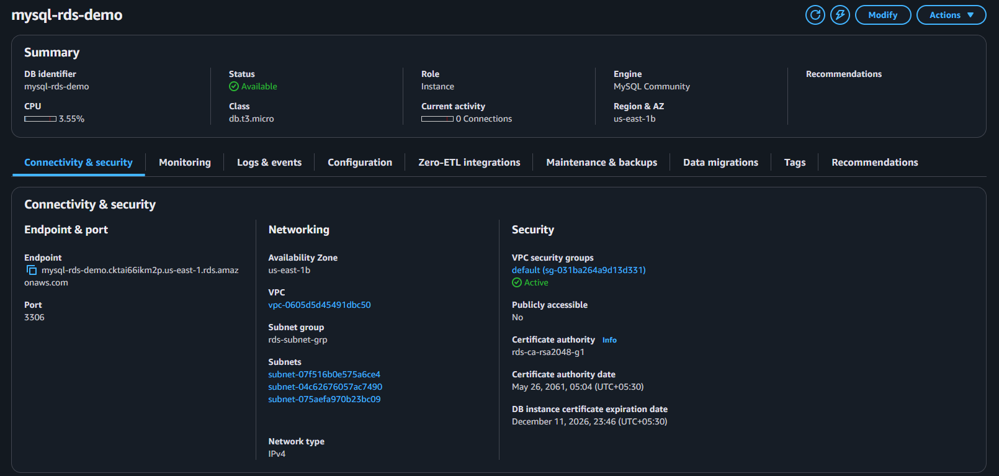 mysql-rds-demo
Modify
Actions
Summary
DB identifier
mysql-rds-demo
Status
Available
Role
Instance
Engine
MySQL Community
Recommendations
CPU
3.55%
Class
db.t3.micro
Current activity
0 Connections
Region & AZ
us-east-1b
Connectivity & security
Monitoring
Logs & events
Configuration
Zero-ETL integrations
Maintenance & backups
Data migrations
Tags
Recommendations
Connectivity & security
Endpoint & port
Endpoint
mysql-rds-demo.cktai66ikm2p.us-east-1.rds.amaz
onaws.com
Port
3306
Networking
Availability Zone
us-east-1b
VPC
vpc-0605d5d45491dbc50
Subnet group
rds-subnet-grp
Subnets
subnet-07f516b0e575a6ce4
subnet-04c62676057ac7490
subnet-075aefa970b23bc09
Network type
IPv4
Security
VPC security groups
default (sg-031ba264a9d13d331)
Active
Publicly accessible
No
Certificate authority Info
rds-ca-rsa2048-g1
Certificate authority date
May 26, 2061, 05:04 (UTC+05:30)
DB instance certificate expiration date
December 11, 2026, 23:46 (UTC+05:30)